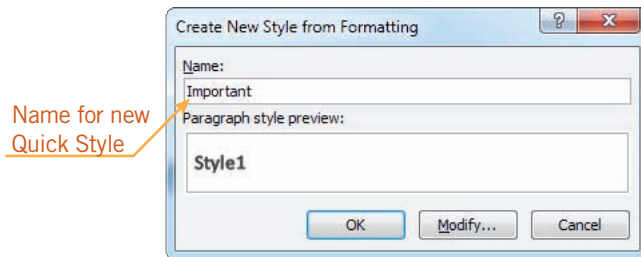 Create New Style from Formatting
Name:
Important
Name for new
Quick Style
Paragraph style preview:
Style1
OK
Modify...
Cancel